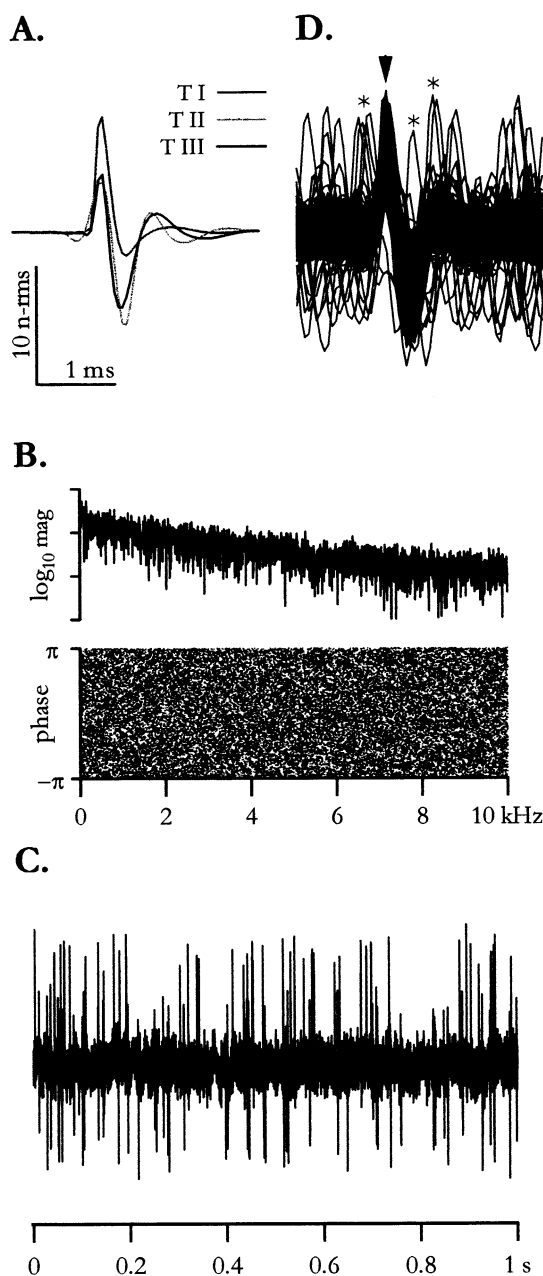 A.
T I
T II
T III
10 n-rms
1 ms
D.
*
*
*
B.
log₁₀ mag
π
phase
−π
0 2 4 6 8 10 kHz
C.
0 0.2 0.4 0.6 0.8 1 s